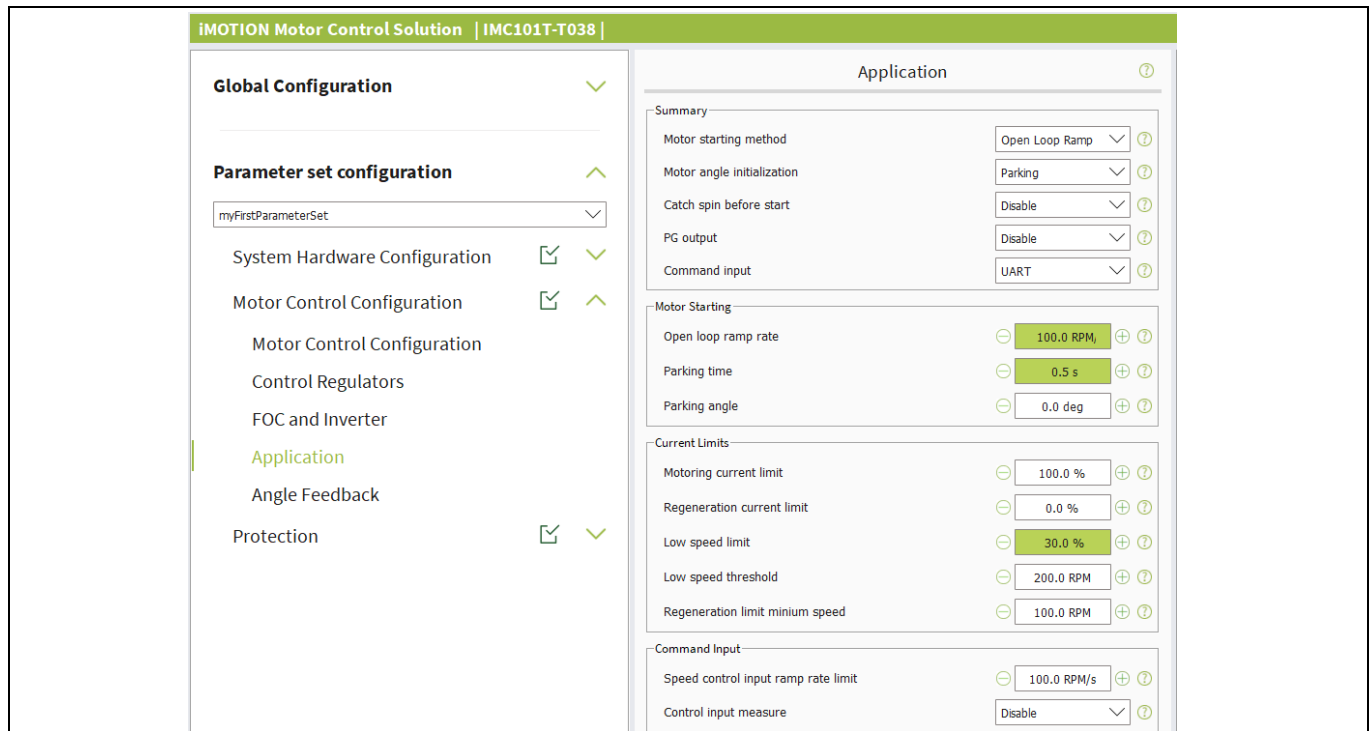 iMOTION Motor Control Solution | IMC101T-T038 |
Global Configuration
Parameter set configuration
myFirstParameterSet
System Hardware Configuration
Motor Control Configuration
Motor Control Configuration
Control Regulators
FOC and Inverter
Application
Angle Feedback
Protection
Application
Summary
Motor starting method Open Loop Ramp
Motor angle initialization Parking
Catch spin before start Disable
PG output Disable
Command input UART
Motor Starting
Open loop ramp rate 100.0 RPM/
Parking time 0.5 s
Parking angle 0.0 deg
Current Limits
Motoring current limit 100.0 %
Regeneration current limit 0.0 %
Low speed limit 30.0 %
Low speed threshold 200.0 RPM
Regeneration limit minium speed 100.0 RPM
Command Input
Speed control input ramp rate limit 100.0 RPM/s
Control input measure Disable